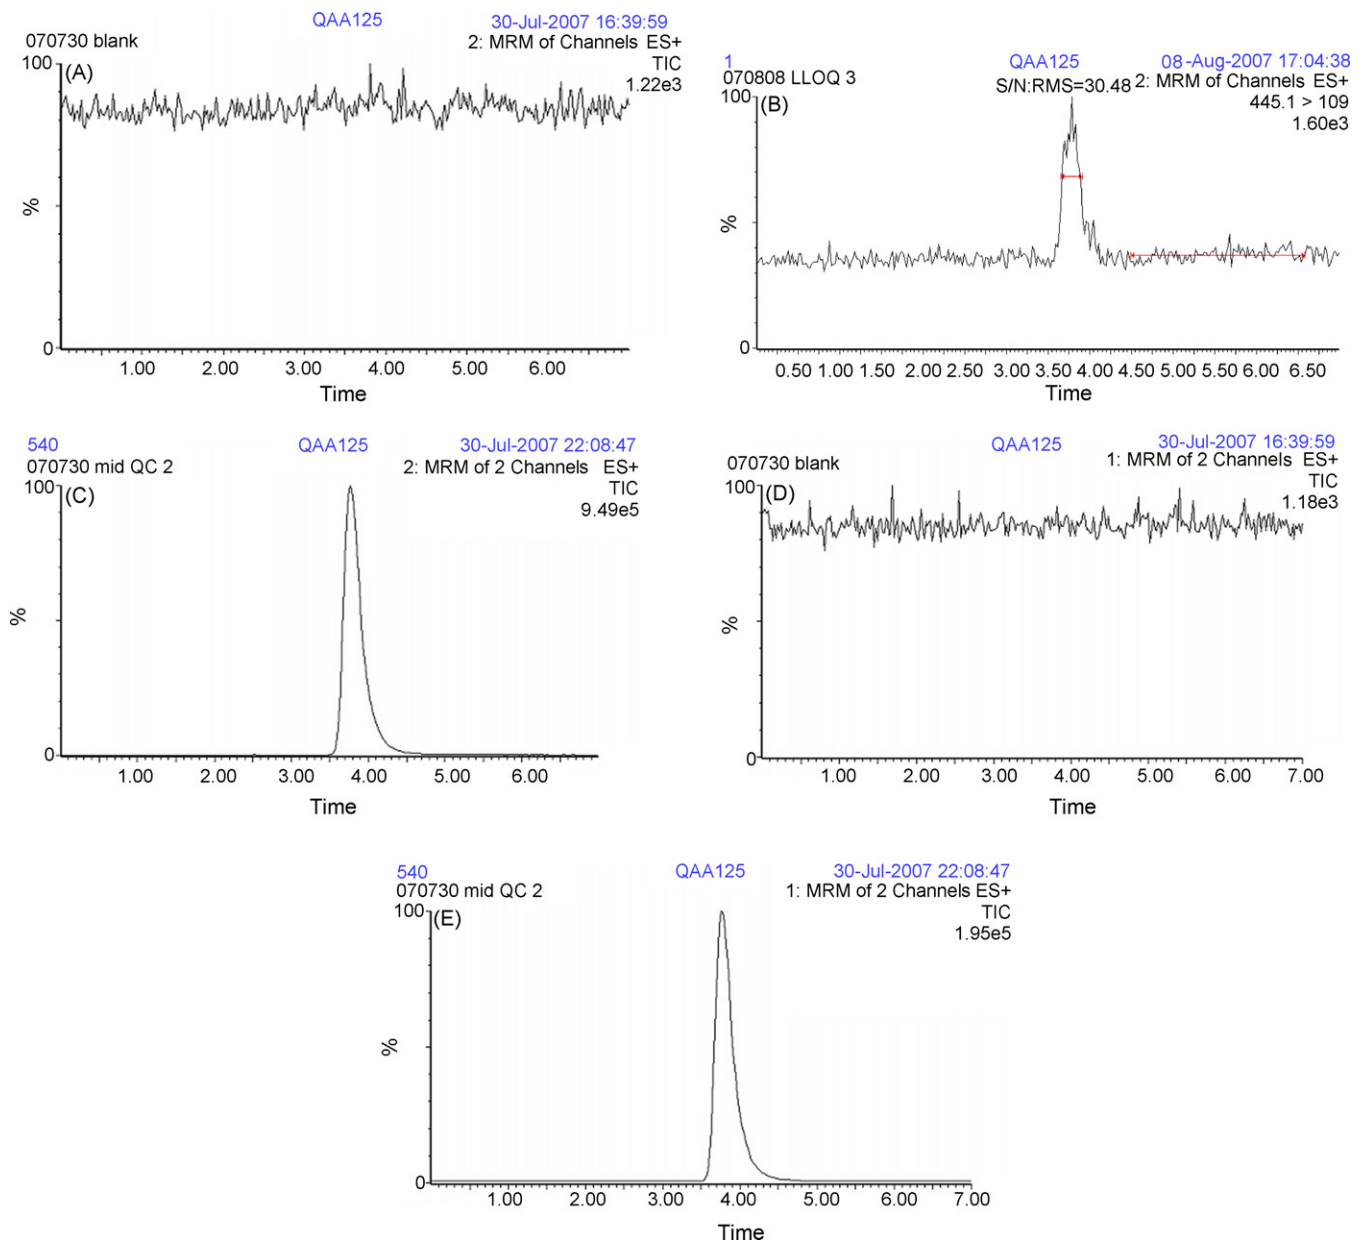 QAA125 30-Jul-2007 16:39:59
070730 blank 2: MRM of Channels ES+
TIC
1.22e3
100
(A)
%
0
1.00 2.00 3.00 4.00 5.00 6.00
Time
1 QAA125 08-Aug-2007 17:04:38
070808 LLOQ 3 S/N:RMS=30.48 2: MRM of Channels ES+
445.1 > 109
1.60e3
100
(B)
%
0
0.50 1.00 1.50 2.00 2.50 3.00 3.50 4.00 4.50 5.00 5.50 6.00 6.50
Time
540 QAA125 30-Jul-2007 22:08:47
070730 mid QC 2 2: MRM of 2 Channels ES+
TIC
9.49e5
100
(C)
%
0
1.00 2.00 3.00 4.00 5.00 6.00
Time
QAA125 30-Jul-2007 16:39:59
070730 blank 1: MRM of 2 Channels ES+
TIC
1.18e3
100
(D)
%
0
1.00 2.00 3.00 4.00 5.00 6.00 7.00
Time
540 QAA125 30-Jul-2007 22:08:47
070730 mid QC 2 1: MRM of 2 Channels ES+
TIC
1.95e5
100
(E)
%
0
1.00 2.00 3.00 4.00 5.00 6.00 7.00
Time